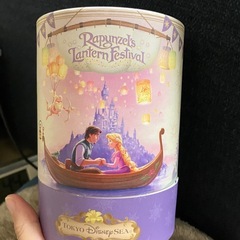 Rapunzel's
Lantern Festival
TOKYO DisneySEA